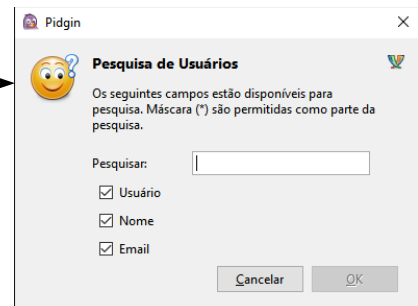 Pidgin
Pesquisa de Usuários
Os seguintes campos estão disponíveis para
pesquisa. Máscara (*) são permitidas como parte da
pesquisa.
Pesquisar:
Usuário
Nome
Email
Cancelar OK